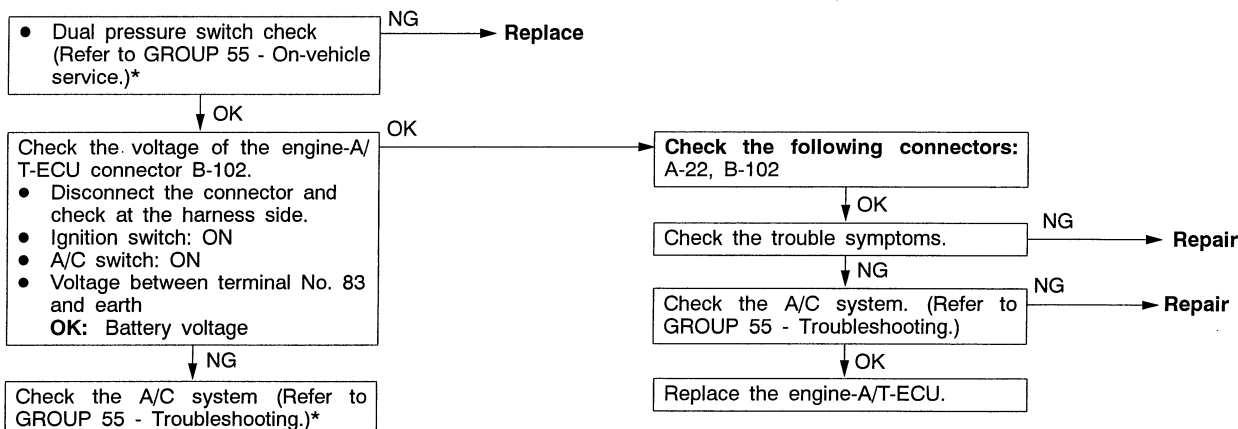 ● Dual pressure switch check
(Refer to GROUP 55 - On-vehicle
service.)*
NG
Replace
OK
Check the voltage of the engine-A/
T-ECU connector B-102.
● Disconnect the connector and
check at the harness side.
● Ignition switch: ON
● A/C switch: ON
● Voltage between terminal No. 83
and earth
OK: Battery voltage
OK
NG
Check the A/C system (Refer to
GROUP 55 - Troubleshooting.)*
Check the following connectors:
A-22, B-102
OK
Check the trouble symptoms.
NG
Repair
NG
Check the A/C system. (Refer to
GROUP 55 - Troubleshooting.)
NG
Repair
OK
Replace the engine-A/T-ECU.